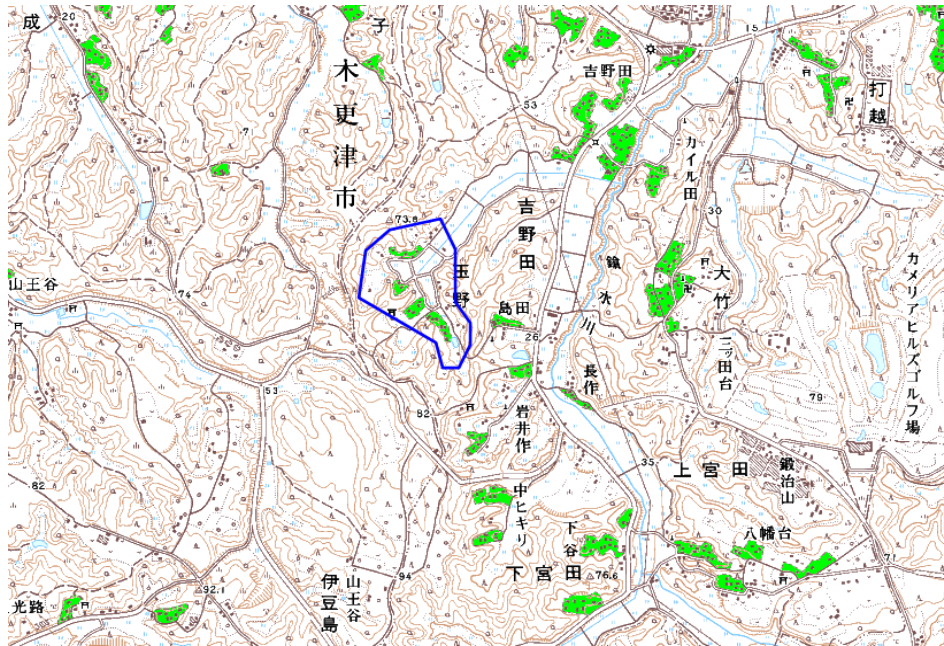 成
20
子
木更津市
吉野田
15
打越
53
カイル田
7
30
吉野田
73.6
玉野
大竹
鎗水川
カメリアヒルズゴルフ場
山王谷
74
島田
26
三ッ田台
長作
53
79
82
岩井作
35
上宮田
鍛治山
82
中ヒキリ
下谷
八幡台
71
94
下宮田
76.6
山王谷
伊豆島
92.1
光路